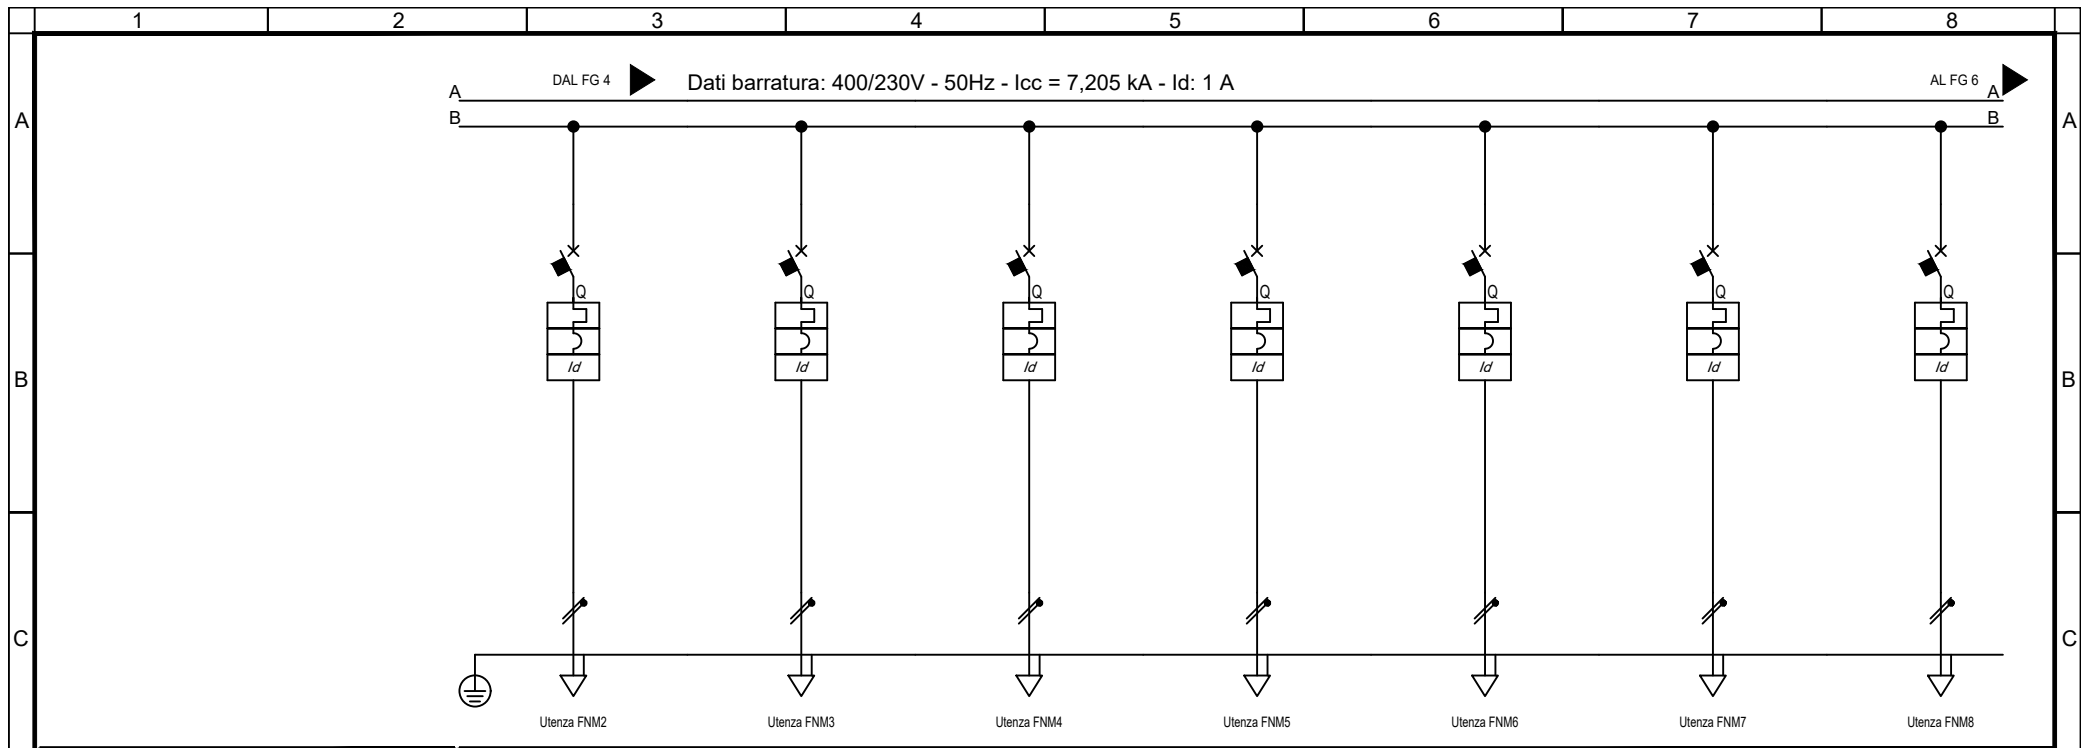 1 2 3 4 5 6 7 8
DAL FG 4 Dati barratura: 400/230V - 50Hz - Icc = 7,205 kA - Id: 1 A AL FG 6
A A
B B
A A
Q Q Q Q Q Q Q
Id Id Id Id Id Id Id
B B
C C
Utenza FNM2 Utenza FNM3 Utenza FNM4 Utenza FNM5 Utenza FNM6 Utenza FNM7 Utenza FNM8